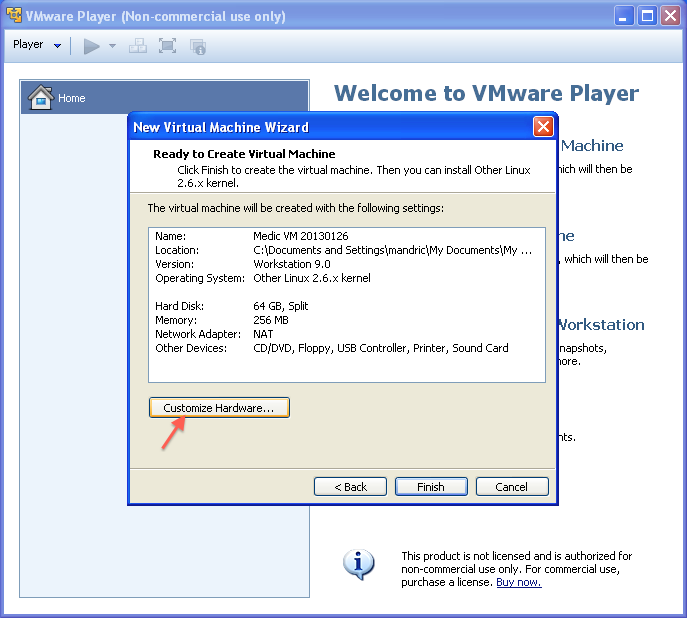 VMware Player (Non-commercial use only)
Player
Home
Welcome to VMware Player
Machine
which will then be
, which will then be
Workstation
napshots,
ore.
nts.
New Virtual Machine Wizard
Ready to Create Virtual Machine
Click Finish to create the virtual machine. Then you can install Other Linux
2.6.x kernel.
The virtual machine will be created with the following settings:
Name: Medic VM 20130126
Location: C:\Documents and Settings\mandric\My Documents\My ...
Version: Workstation 9.0
Operating System: Other Linux 2.6.x kernel
Hard Disk: 64 GB, Split
Memory: 256 MB
Network Adapter: NAT
Other Devices: CD/DVD, Floppy, USB Controller, Printer, Sound Card
Customize Hardware...
< Back
Finish
Cancel
This product is not licensed and is authorized for
non-commercial use only. For commercial use,
purchase a license. Buy now.